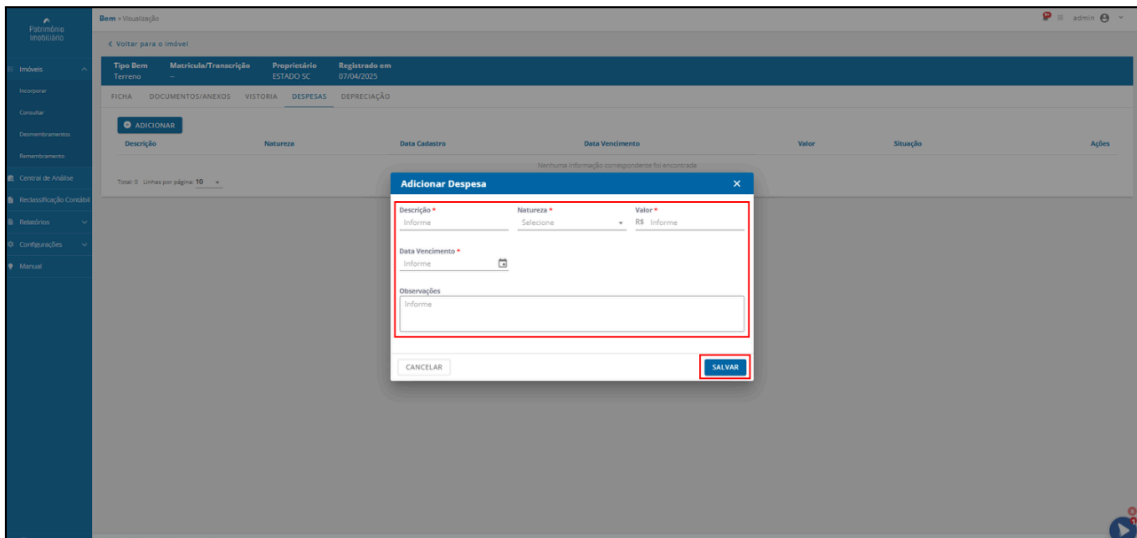 Patrimônio
Imobiliário
Bem • Visualização
admin
Voltar para o imóvel
Tipo Bem Matrícula/Transcrição Proprietário Registrado em
Terreno -- ESTADO SC 07/04/2025
FICHA DOCUMENTOS/ANEXOS VISTORIA DESPESAS DEPRECIAÇÃO
Imóveis
Incorporar
Consultar
Desmembramentos
Remembramento
Central de Análise
Reclassificação Contábil
Relatórios
Configurações
Manual
ADICIONAR
Descrição Natureza Data Cadastro Data Vencimento Valor Situação Ações
Nenhuma informação correspondente foi encontrada
Total: 0 Linhas por página: 10
Adicionar Despesa
Descrição * Natureza * Valor *
Informe Selecione R$ Informe
Data Vencimento *
Informe
Observações
Informe
CANCELAR SALVAR